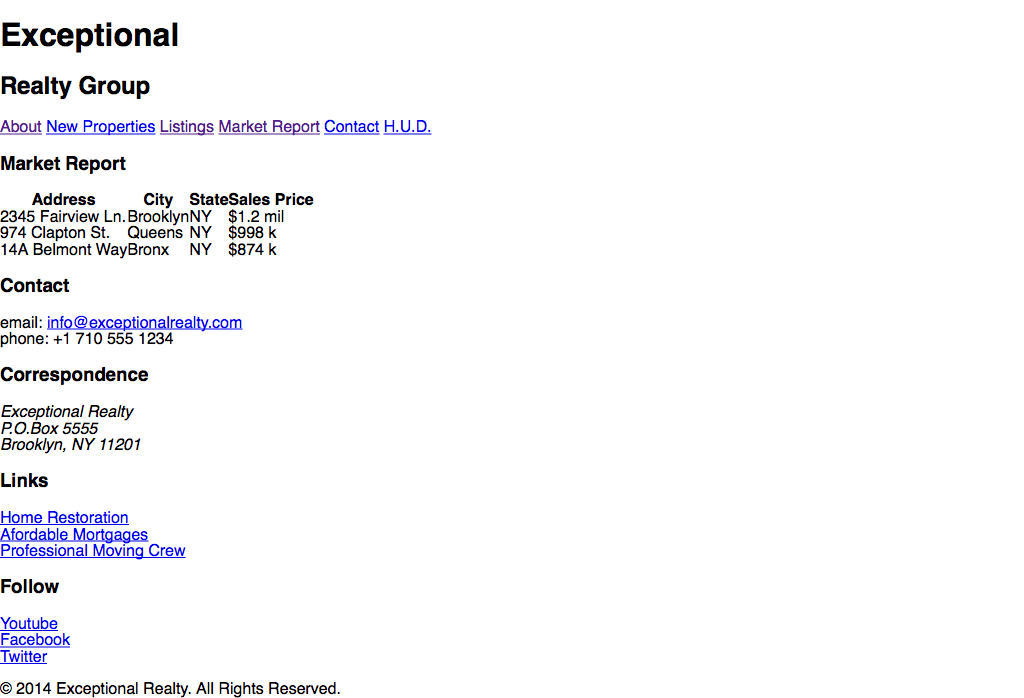 Exceptional
Realty Group
About New Properties Listings Market Report Contact H.U.D.
Market Report
Address City State Sales Price
2345 Fairview Ln. Brooklyn NY $1.2 mil
974 Clapton St. Queens NY $998 k
14A Belmont Way Bronx NY $874 k
Contact
email: info@exceptionalrealty.com
phone: +1 710 555 1234
Correspondence
Exceptional Realty
P.O.Box 5555
Brooklyn, NY 11201
Links
Home Restoration
Afordable Mortgages
Professional Moving Crew
Follow
Youtube
Facebook
Twitter
© 2014 Exceptional Realty. All Rights Reserved.